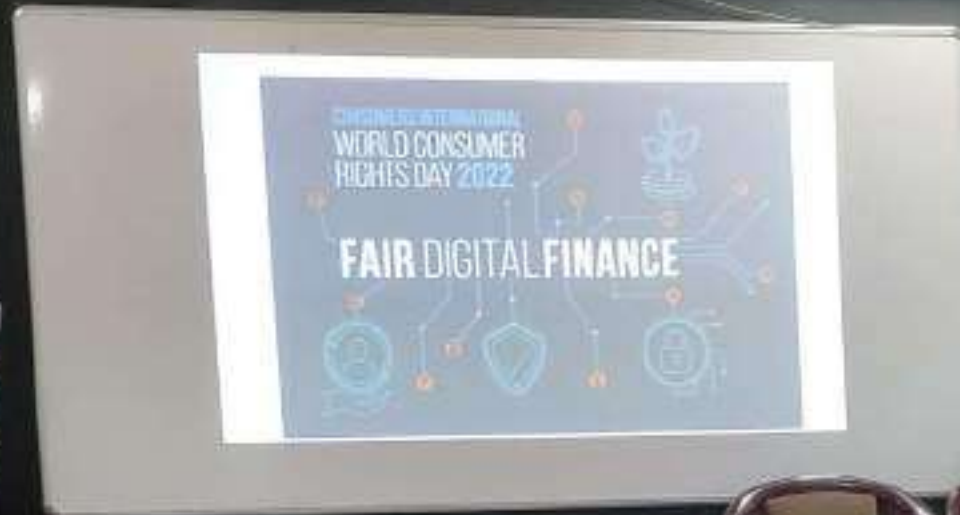 CONSUMERS INTERNATIONAL
WORLD CONSUMER
RIGHTS DAY 2022
FAIR DIGITAL FINANCE